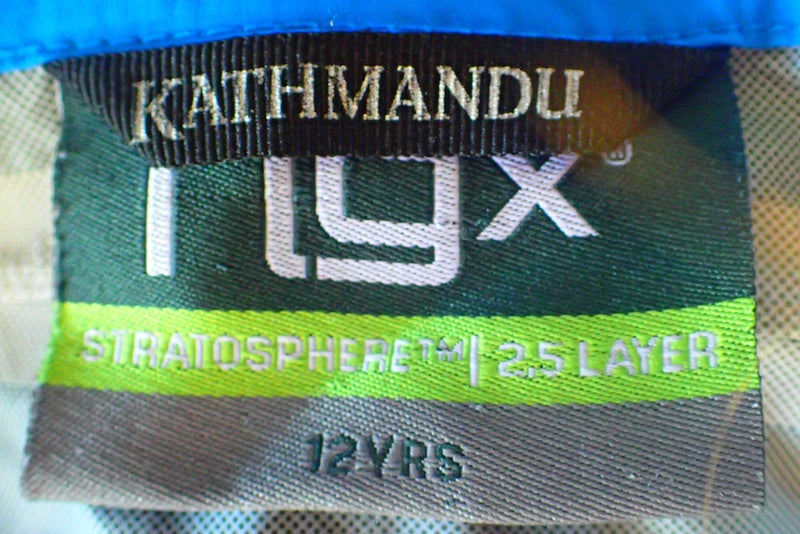 KATHMANDU
ngx®
STRATOSPHERE™| 2.5 LAYER
12YRS